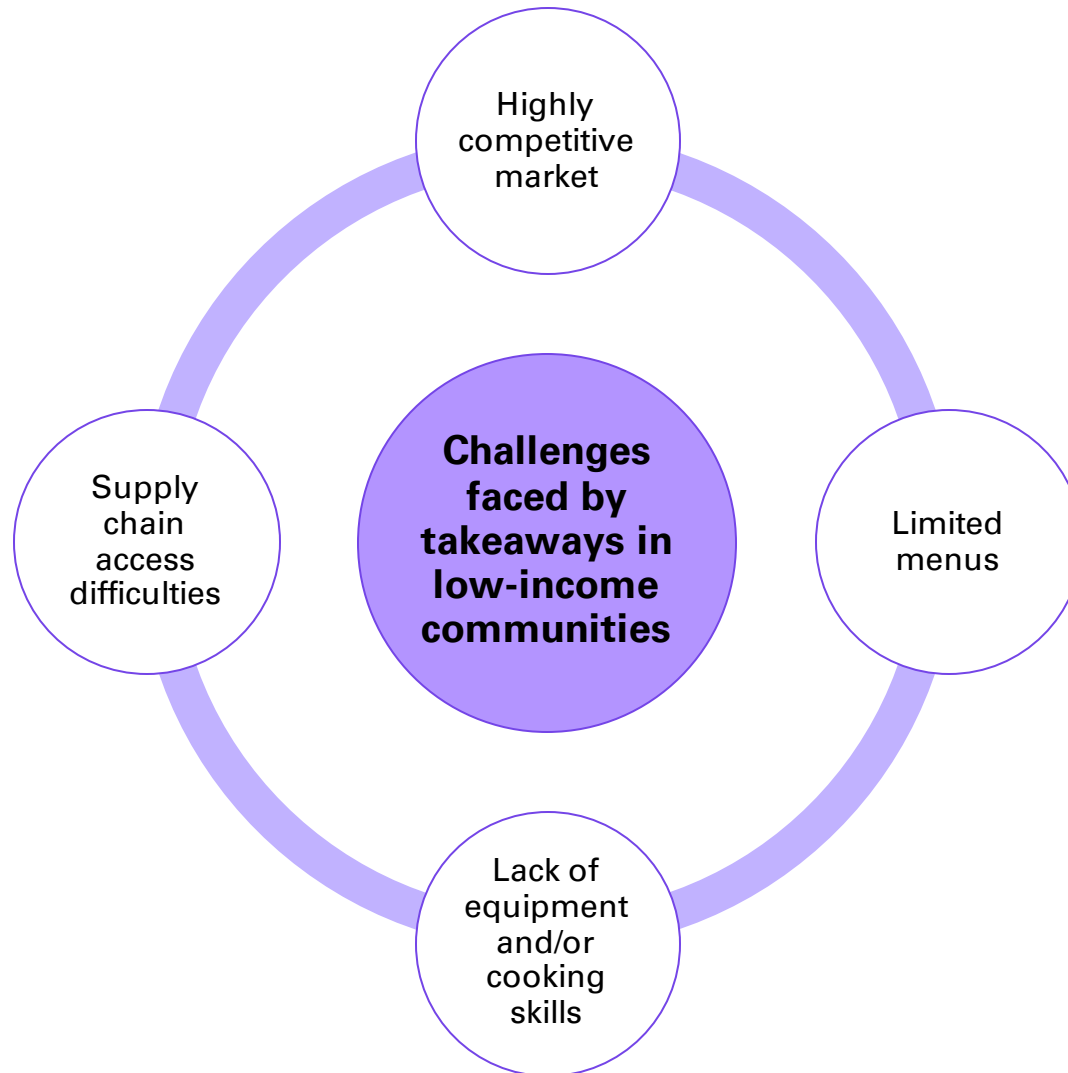 Highly
competitive
market
Challenges
faced by
takeaways in
low-income
communities
Supply
chain
access
difficulties
Limited
menus
Lack of
equipment
and/or
cooking
skills